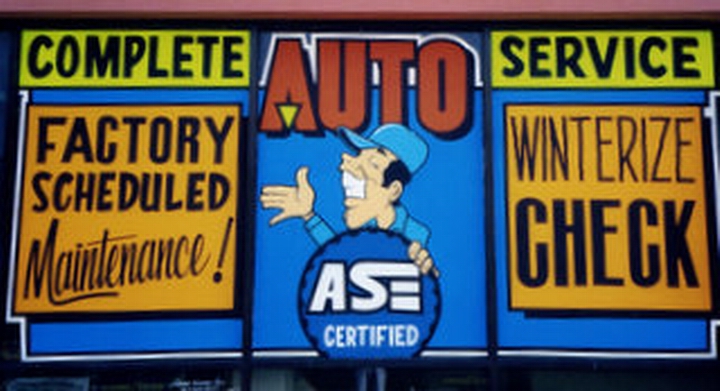 COMPLETE
AUTO
SERVICE
FACTORY
SCHEDULED
Maintenance!
ASE
CERTIFIED
WINTERIZE
CHECK